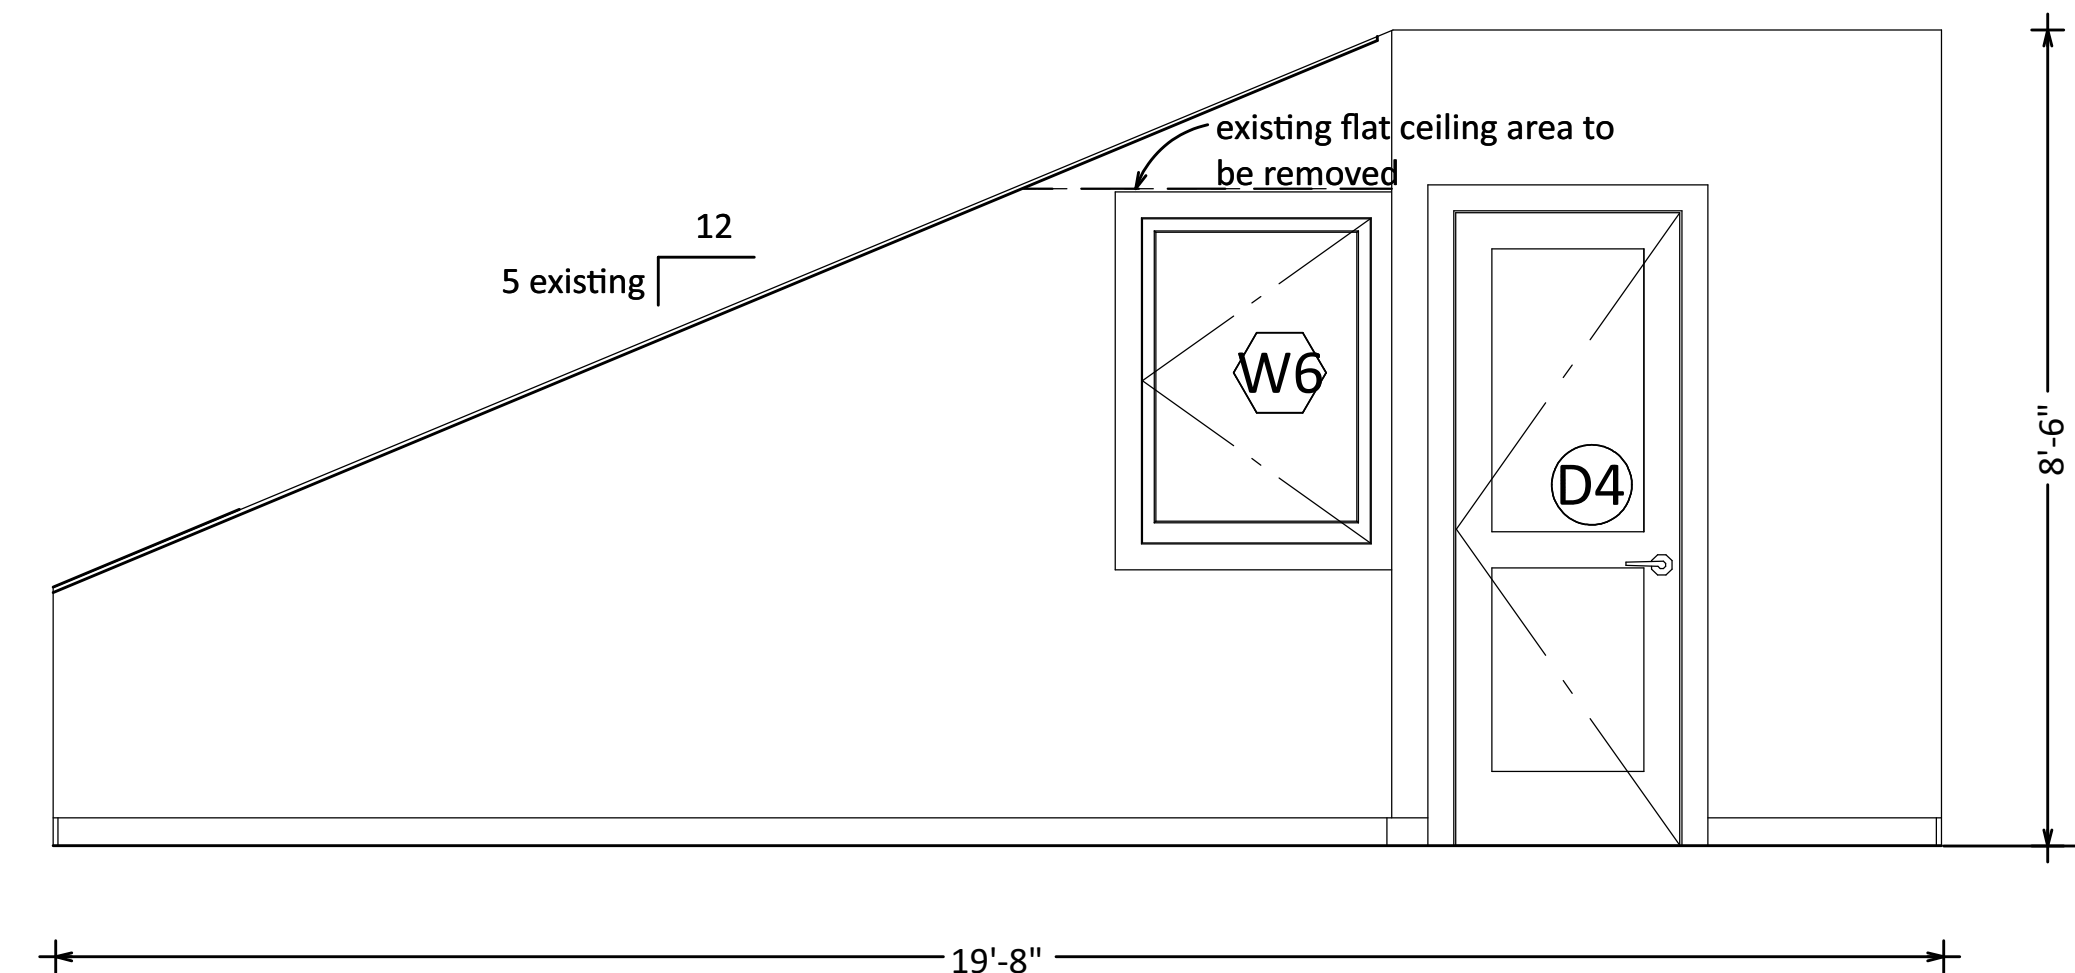 existing flat ceiling area to
be removed
12
5 existing
W6
D4
8'-6"
19'-8"